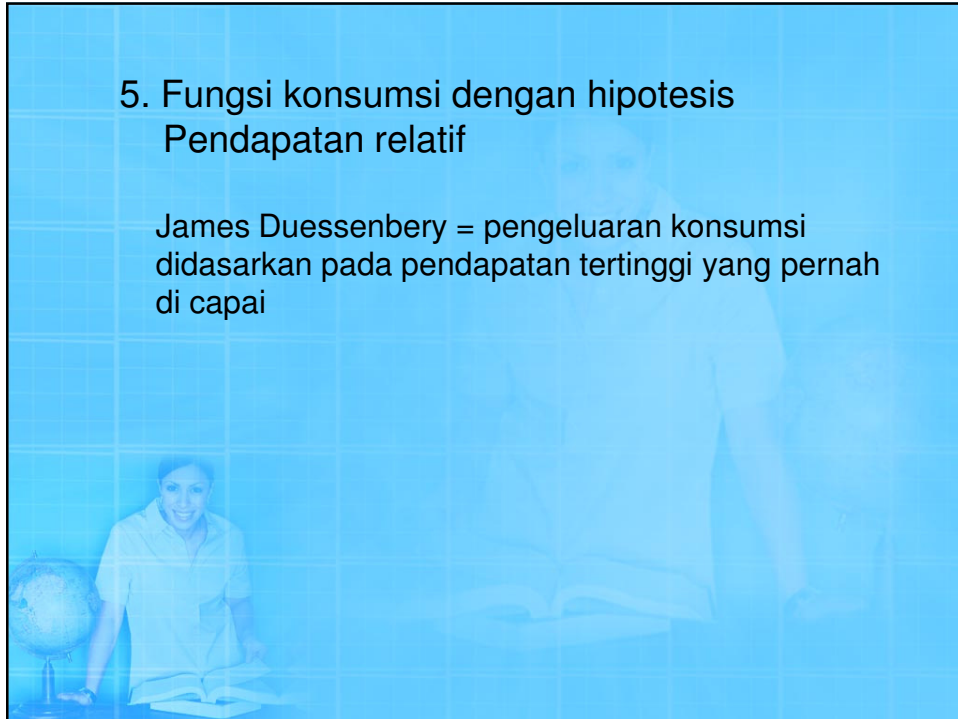 5. Fungsi konsumsi dengan hipotesis
Pendapatan relatif
James Duessenbery = pengeluaran konsumsi
didasarkan pada pendapatan tertinggi yang pernah
di capai